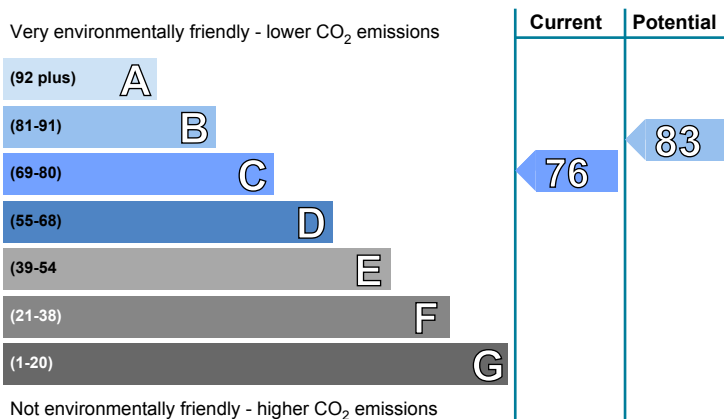 Current Potential
Very environmentally friendly - lower CO2 emissions
(92 plus) A
(81-91) B
83
(69-80) C
76
(55-68) D
(39-54 E
(21-38) F
(1-20) G
Not environmentally friendly - higher CO2 emissions